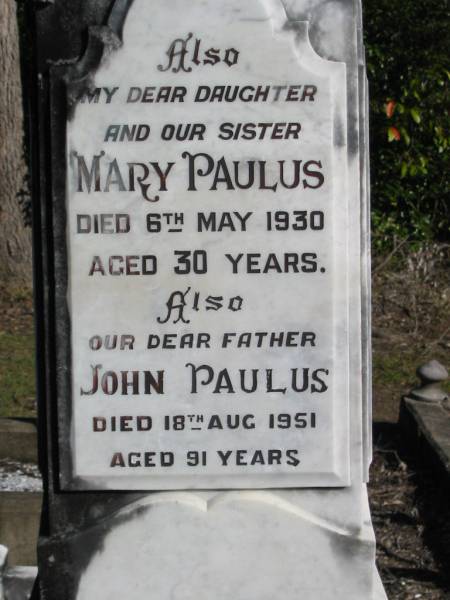 Also
MY DEAR DAUGHTER
AND OUR SISTER
MARY PAULUS
DIED 6TH MAY 1930
AGED 30 YEARS.
Also
OUR DEAR FATHER
JOHN PAULUS
DIED 18TH AUG 1951
AGED 91 YEARS